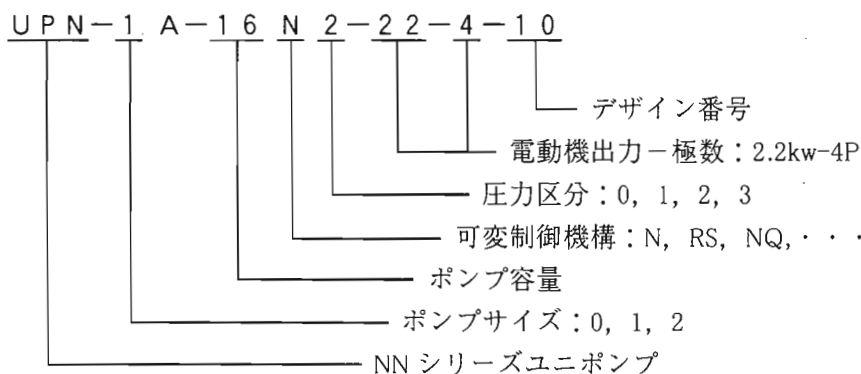 UPN-1A-16N2-22-4-10
デザイン番号
電動機出力－極数：2.2kw-4P
圧力区分：0, 1, 2, 3
可変制御機構：N, RS, NQ,・・・
ポンプ容量
ポンプサイズ：0, 1, 2
NNシリーズユニポンプ